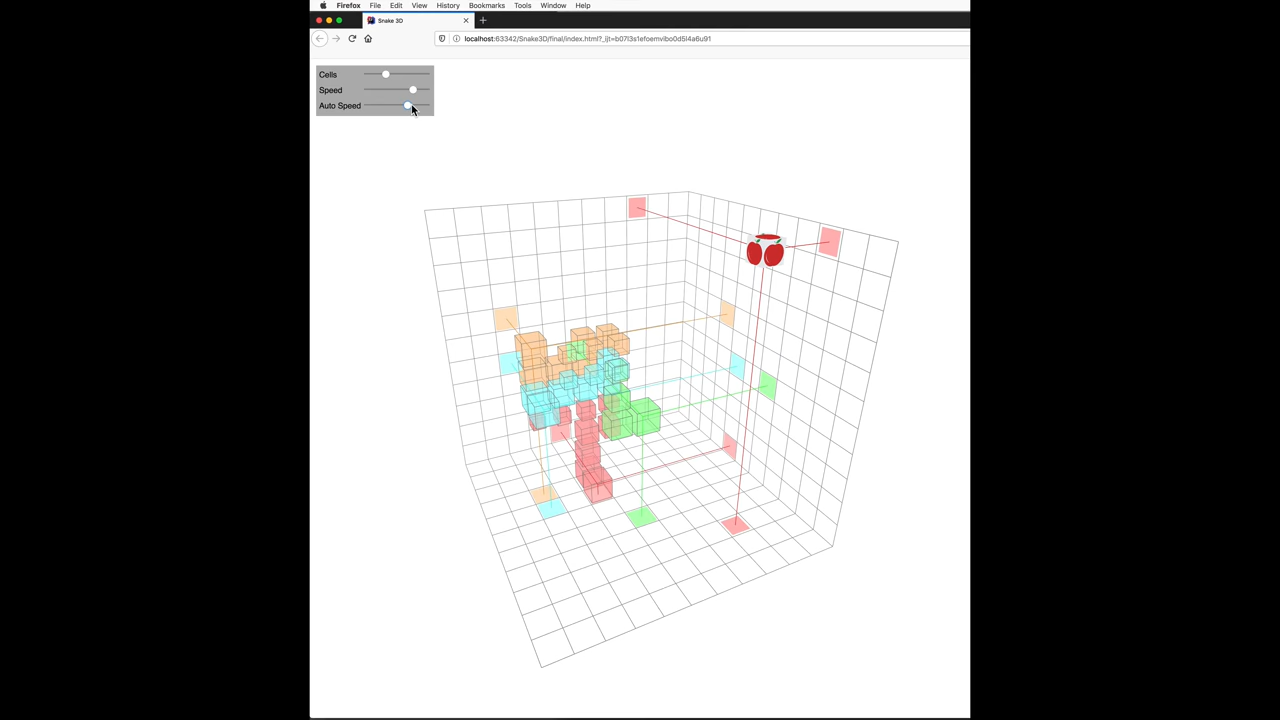 Firefox File Edit View History Bookmarks Tools Window Help
Snake 3D
localhost:63342/Snake3D/final/index.html?_ijt=b07l3s1efoemvibo0d5l4a6u91
Cells
Speed
Auto Speed